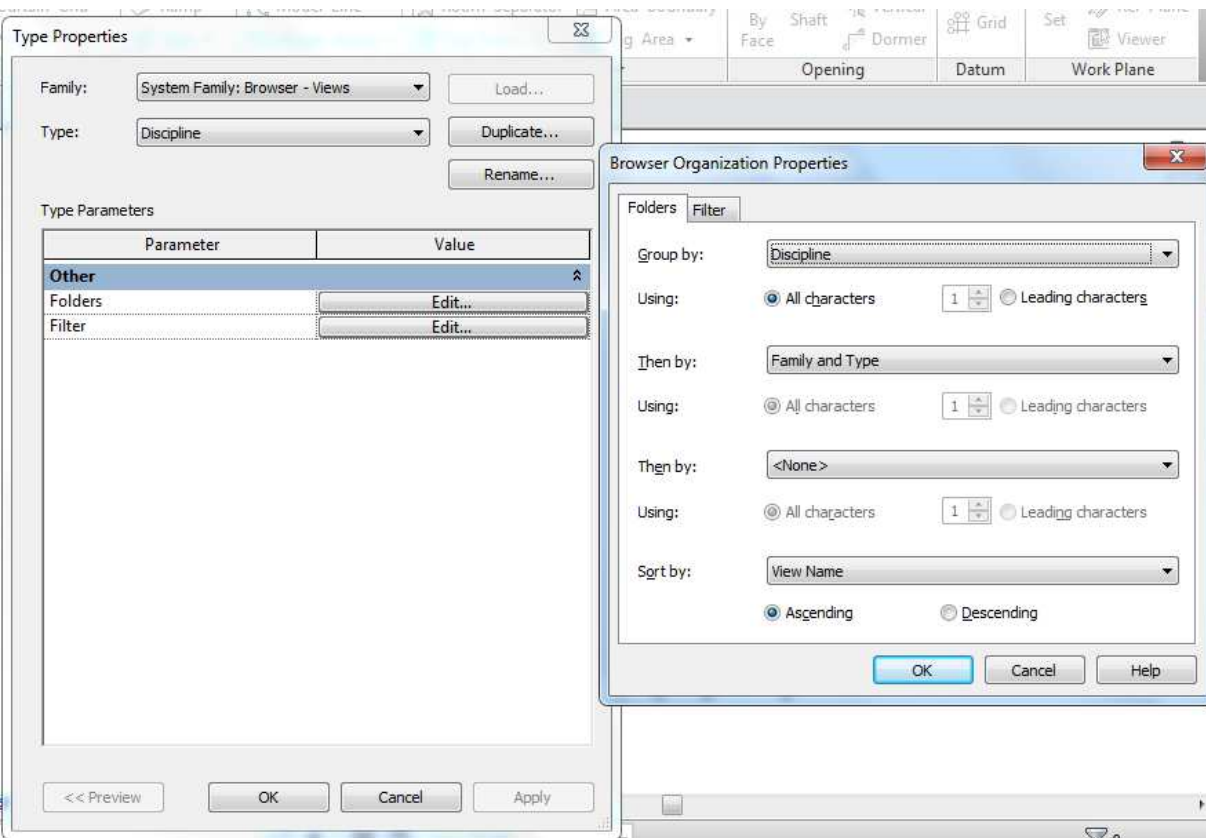 By Shaft
Face
g Area
Dormer
Grid
Set
Viewer
Opening
Datum
Work Plane
Type Properties
Family:
System Family: Browser - Views
Load...
Type:
Discipline
Duplicate...
Rename...
Type Parameters
Parameter
Value
Other
Folders
Edit...
Filter
Edit...
<< Preview
OK
Cancel
Apply
Browser Organization Properties
Folders
Filter
Group by:
Discipline
Using:
All characters
1
Leading characters
Then by:
Family and Type
Using:
All characters
1
Leading characters
Then by:
<None>
Using:
All characters
1
Leading characters
Sort by:
View Name
Ascending
Descending
OK
Cancel
Help